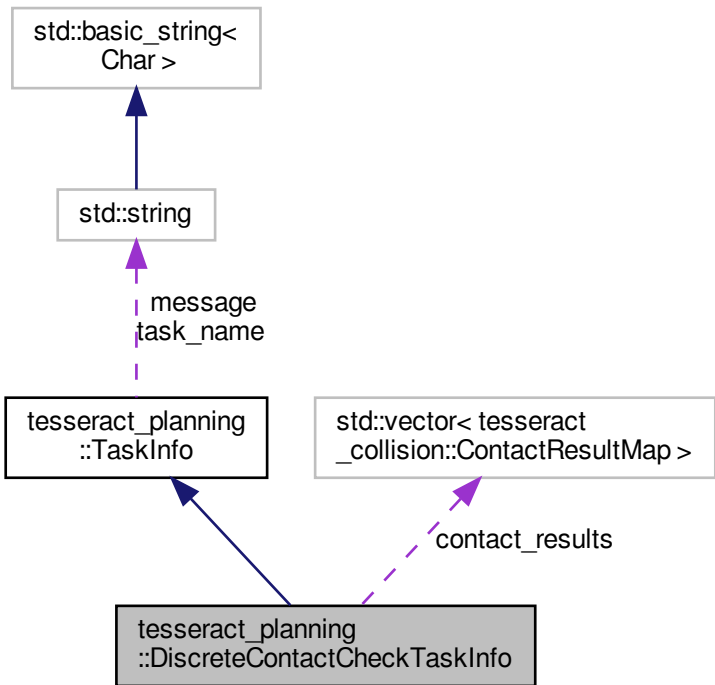 std::basic_string<
Char >
std::string
message
task_name
tesseract_planning
::TaskInfo
std::vector< tesseract
_collision::ContactResultMap >
contact_results
tesseract_planning
::DiscreteContactCheckTaskInfo